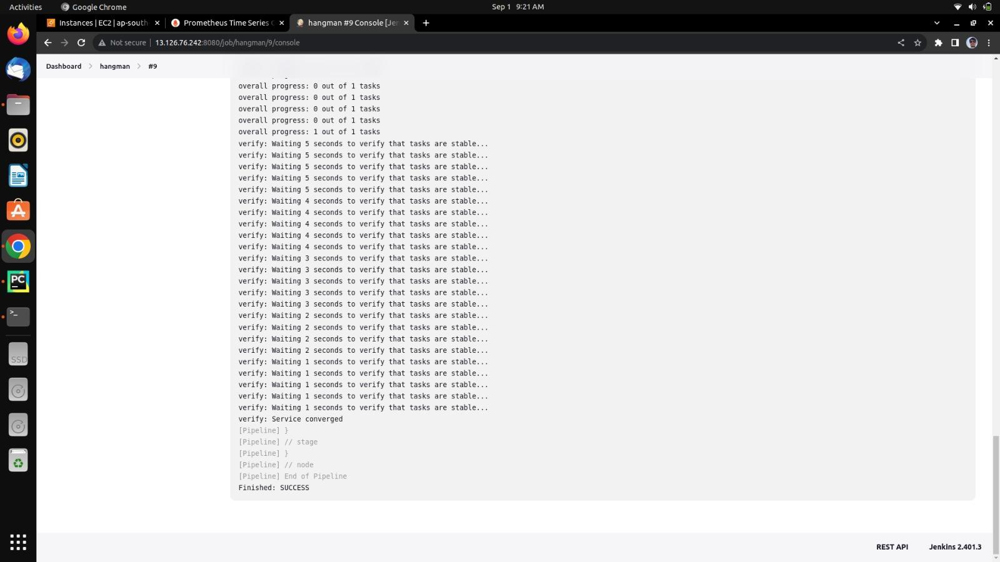 Activities
Google Chrome
Sep 1 9:21 AM
Instances | EC2 | ap-south
Prometheus Time Series
hangman #9 Console [Jen
Not secure
13.126.76.242:8080/job/hangman/9/console
Dashboard
hangman
#9
overall progress: 0 out of 1 tasks
overall progress: 0 out of 1 tasks
overall progress: 0 out of 1 tasks
overall progress: 0 out of 1 tasks
overall progress: 1 out of 1 tasks
verify: Waiting 5 seconds to verify that tasks are stable...
verify: Waiting 5 seconds to verify that tasks are stable...
verify: Waiting 5 seconds to verify that tasks are stable...
verify: Waiting 5 seconds to verify that tasks are stable...
verify: Waiting 5 seconds to verify that tasks are stable...
verify: Waiting 4 seconds to verify that tasks are stable...
verify: Waiting 4 seconds to verify that tasks are stable...
verify: Waiting 4 seconds to verify that tasks are stable...
verify: Waiting 4 seconds to verify that tasks are stable...
verify: Waiting 4 seconds to verify that tasks are stable...
verify: Waiting 3 seconds to verify that tasks are stable...
verify: Waiting 3 seconds to verify that tasks are stable...
verify: Waiting 3 seconds to verify that tasks are stable...
verify: Waiting 3 seconds to verify that tasks are stable...
verify: Waiting 3 seconds to verify that tasks are stable...
verify: Waiting 2 seconds to verify that tasks are stable...
verify: Waiting 2 seconds to verify that tasks are stable...
verify: Waiting 2 seconds to verify that tasks are stable...
verify: Waiting 2 seconds to verify that tasks are stable...
verify: Waiting 1 seconds to verify that tasks are stable...
verify: Waiting 1 seconds to verify that tasks are stable...
verify: Waiting 1 seconds to verify that tasks are stable...
verify: Waiting 1 seconds to verify that tasks are stable...
verify: Waiting 1 seconds to verify that tasks are stable...
verify: Service converged
[Pipeline] }
[Pipeline] // stage
[Pipeline] }
[Pipeline] // node
[Pipeline] End of Pipeline
Finished: SUCCESS
PC
SSD
REST API
Jenkins 2.401.3